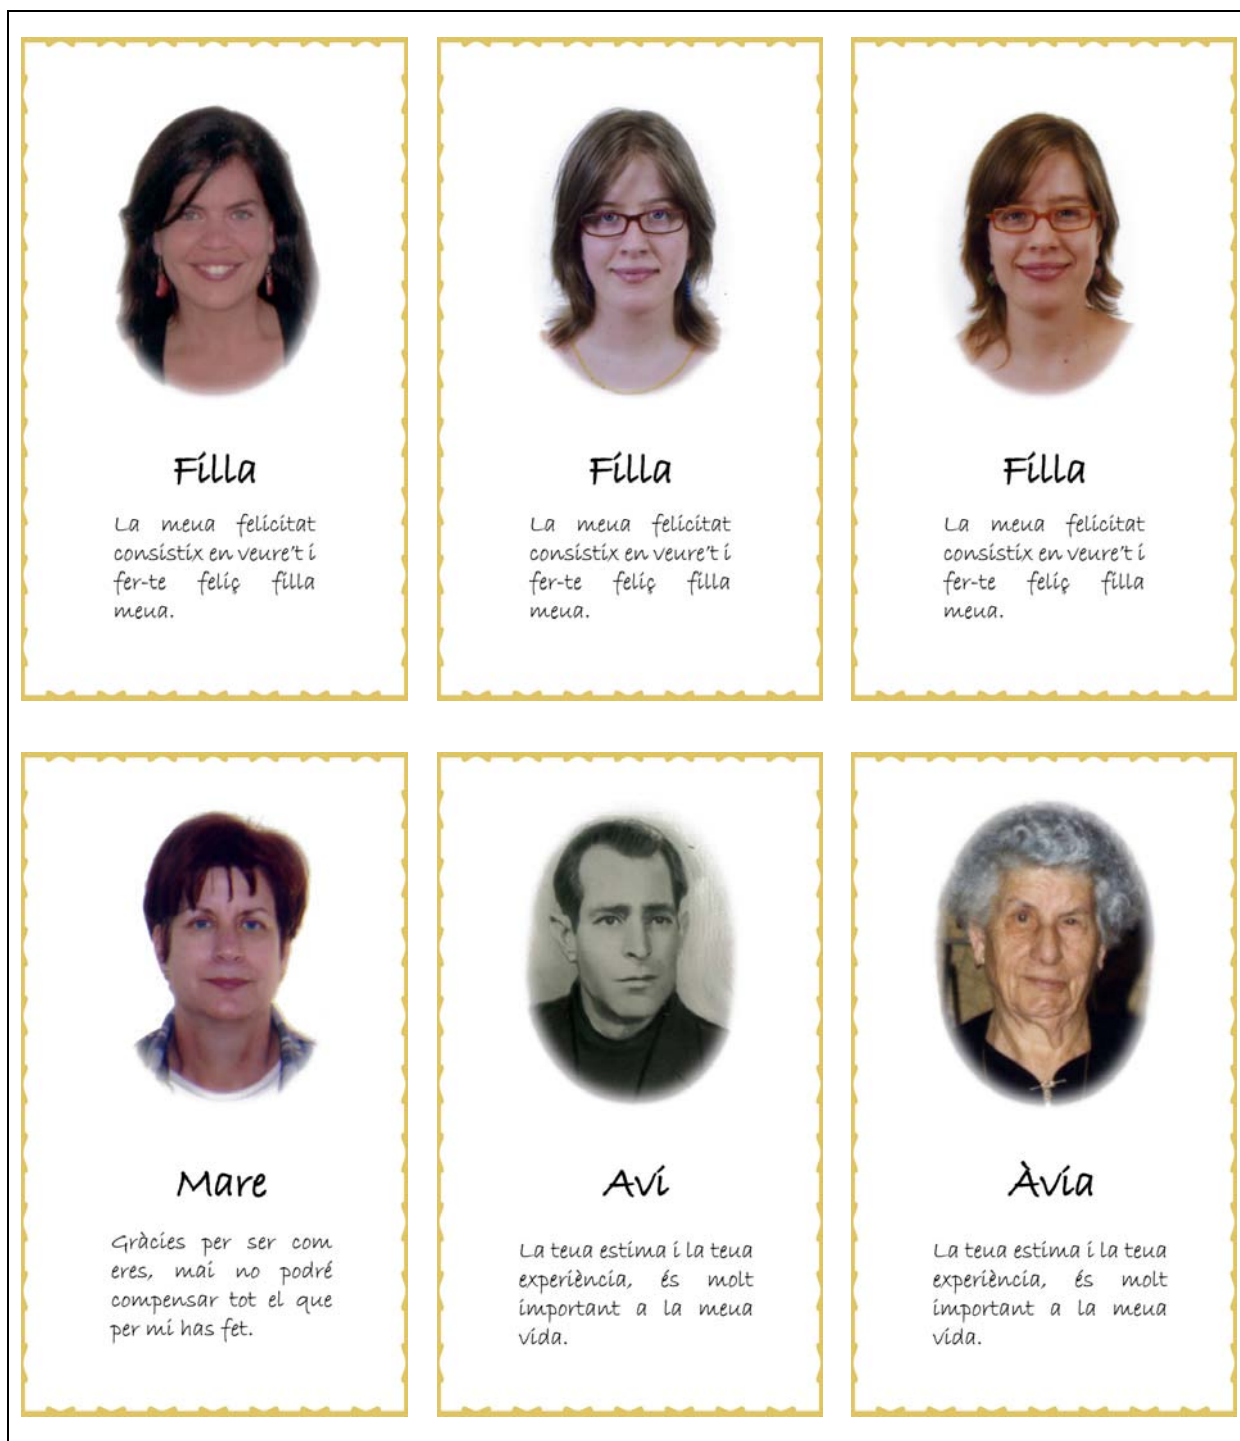 Filla
La meua felicitat
consistix en veure't i
fer-te feliç filla
meua.
Filla
La meua felicitat
consistix en veure't i
fer-te feliç filla
meua.
Filla
La meua felicitat
consistix en veure't i
fer-te feliç filla
meua.
Mare
Gràcies per ser com
eres, mai no podré
compensar tot el que
per mi has fet.
Avi
La teua estima i la teua
experiència, és molt
important a la meua
vida.
Àvia
La teua estima i la teua
experiència, és molt
important a la meua
vida.